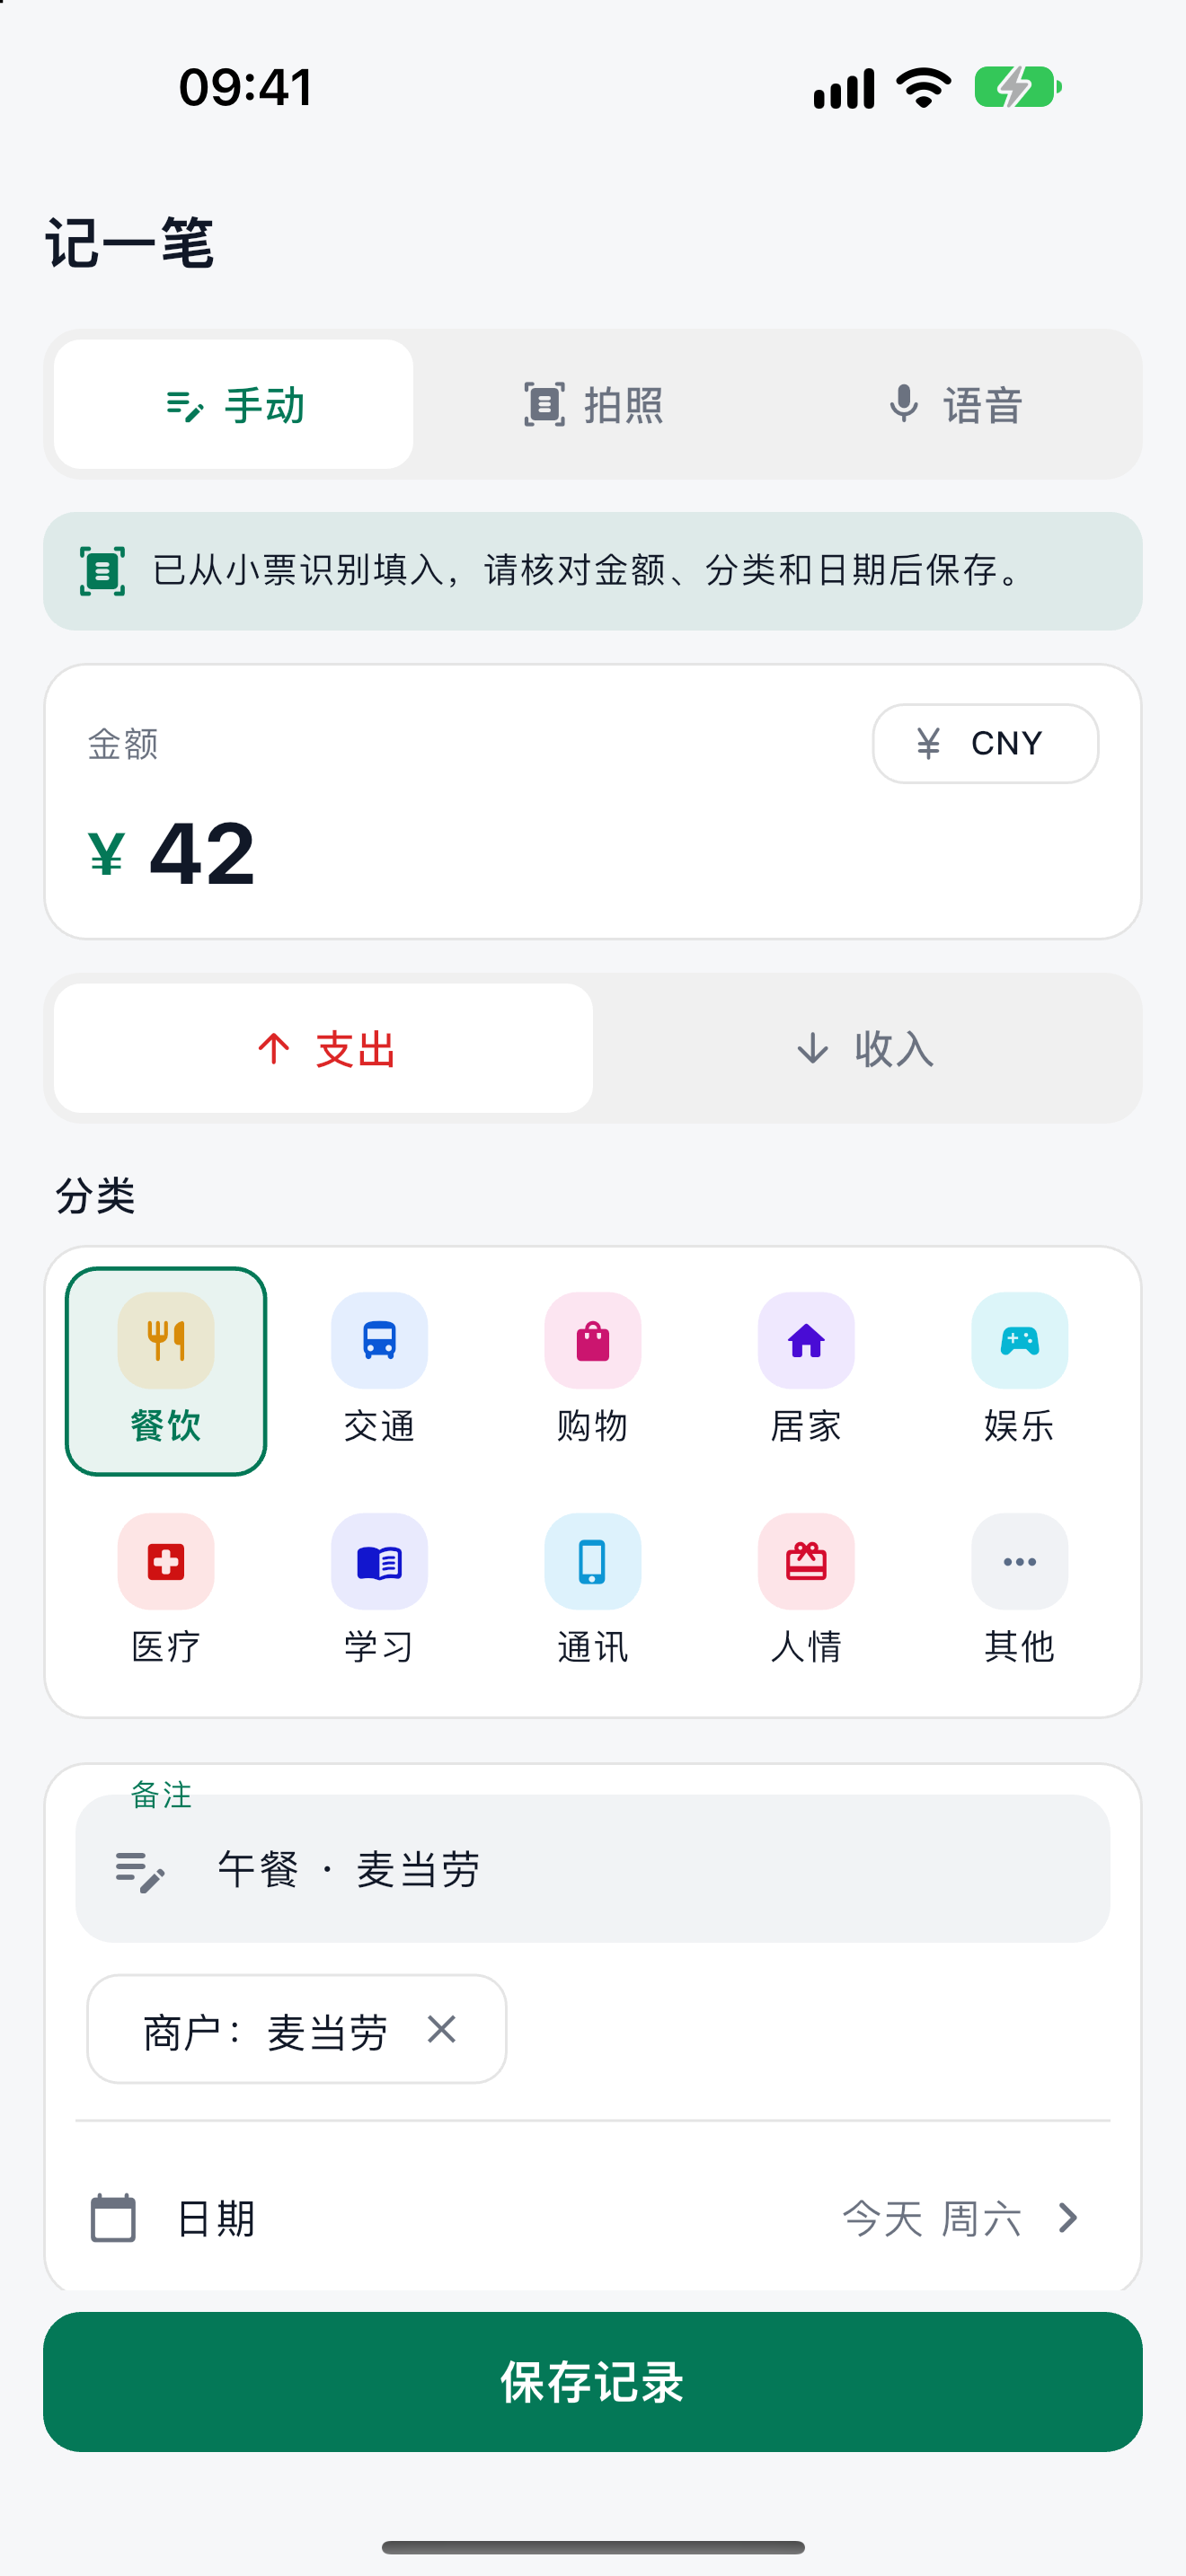 09:41
记一笔
手动 拍照 语音
已从小票识别填入，请核对金额、分类和日期后保存。
金额 ¥ CNY
¥ 42
支出 收入
分类
餐饮 交通 购物 居家 娱乐
医疗 学习 通讯 人情 其他
备注
午餐 · 麦当劳
商户：麦当劳
日期 今天 周六
保存记录